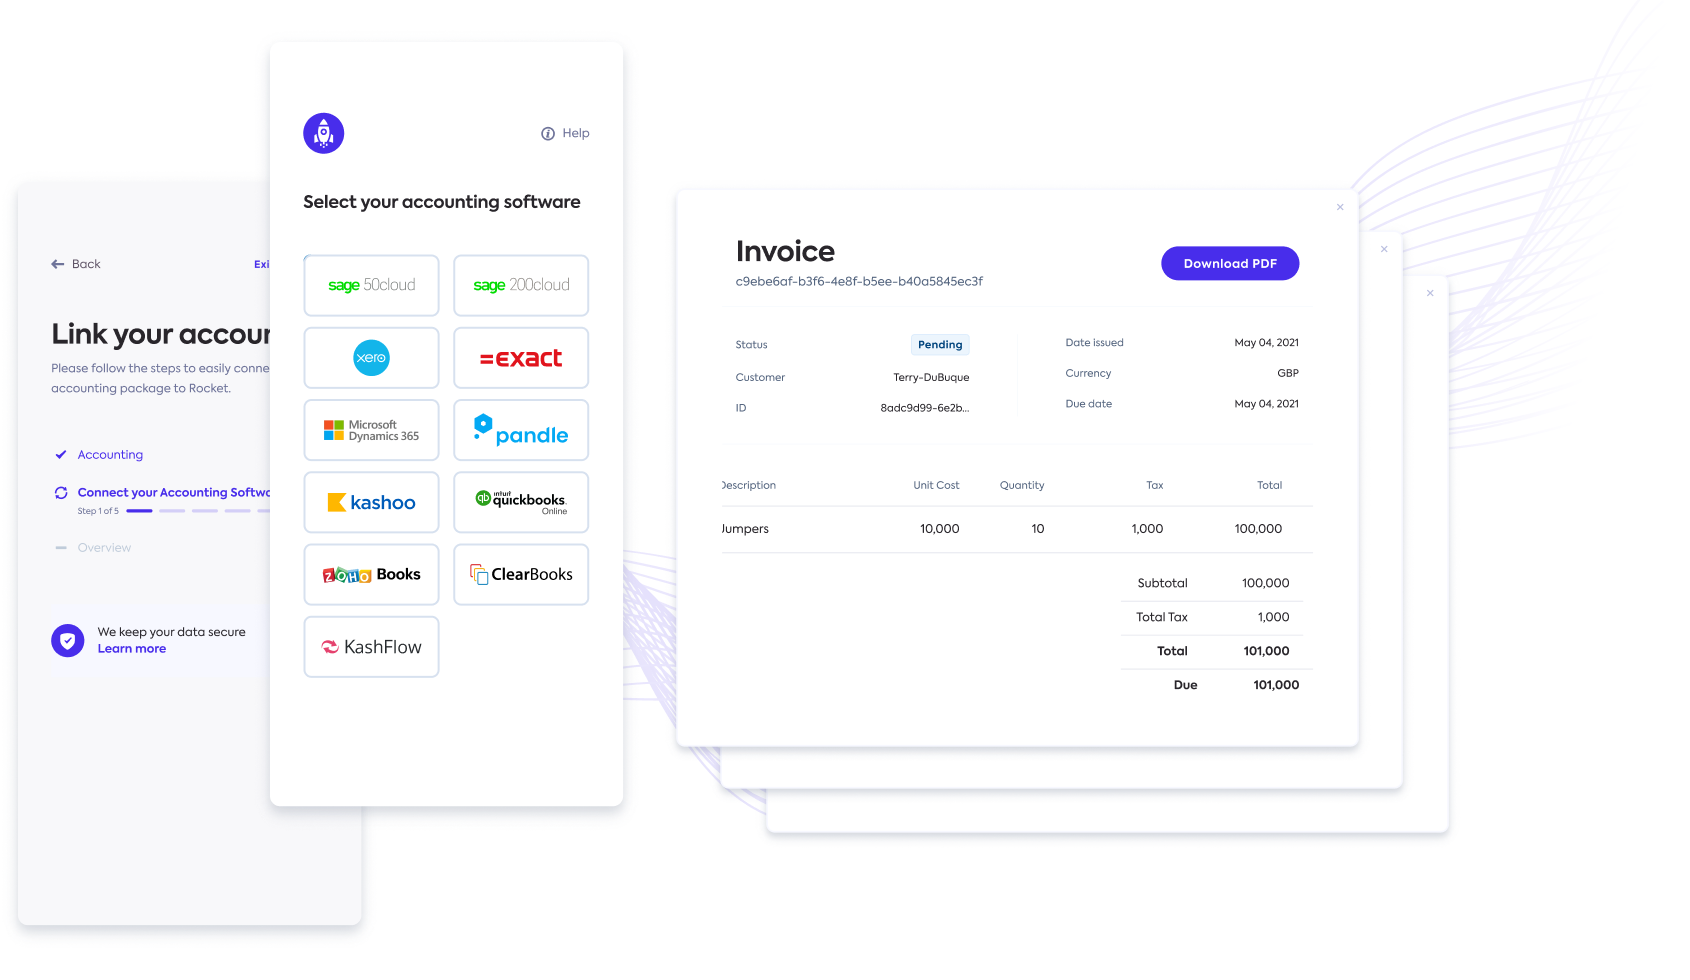 Back
Exi
Link your accoun
Please follow the steps to easily conne
accounting package to Rocket.
Accounting
Connect your Accounting Softwa
Step 1 of 5
Overview
We keep your data secure
Learn more
Help
Select your accounting software
sage 50cloud
sage 200cloud
xero
=exact
Microsoft
Dynamics 365
pandle
kashoo
qb intuit quickbooks.
Online
ZOHO Books
ClearBooks
KashFlow
Invoice
c9ebe6af-b3f6-4e8f-b5ee-b40a5845ec3f
Download PDF
Status Pending
Customer Terry-DuBuque
ID 8adc9d99-6e2b...
Date issued May 04, 2021
Currency GBP
Due date May 04, 2021
Description Unit Cost Quantity Tax Total
Jumpers 10,000 10 1,000 100,000
Subtotal 100,000
Total Tax 1,000
Total 101,000
Due 101,000